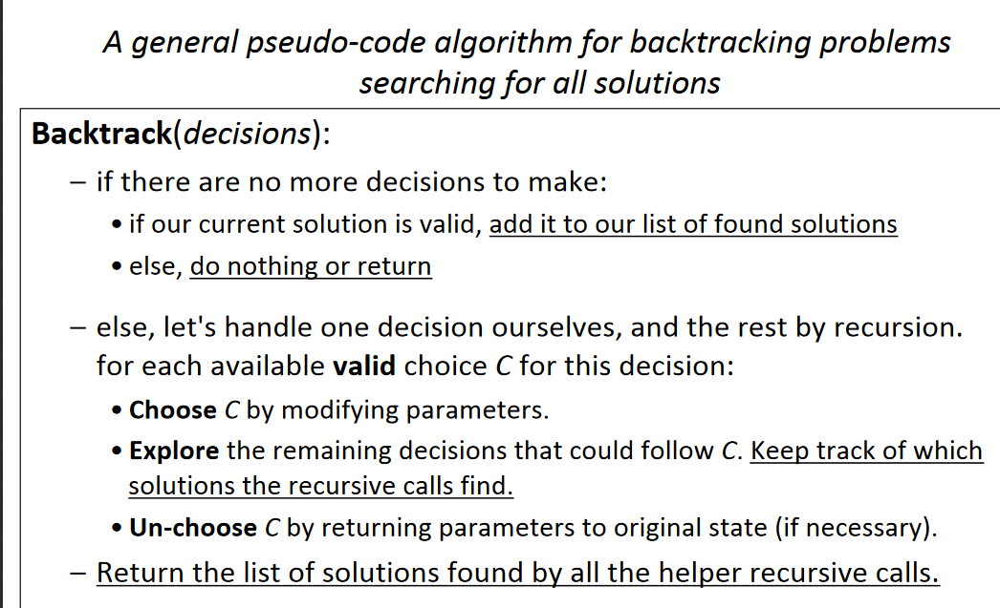 A general pseudo-code algorithm for backtracking problems
searching for all solutions
Backtrack(decisions):
– if there are no more decisions to make:
• if our current solution is valid, add it to our list of found solutions
• else, do nothing or return
– else, let's handle one decision ourselves, and the rest by recursion.
for each available valid choice C for this decision:
• Choose C by modifying parameters.
• Explore the remaining decisions that could follow C. Keep track of which
solutions the recursive calls find.
• Un-choose C by returning parameters to original state (if necessary).
– Return the list of solutions found by all the helper recursive calls.